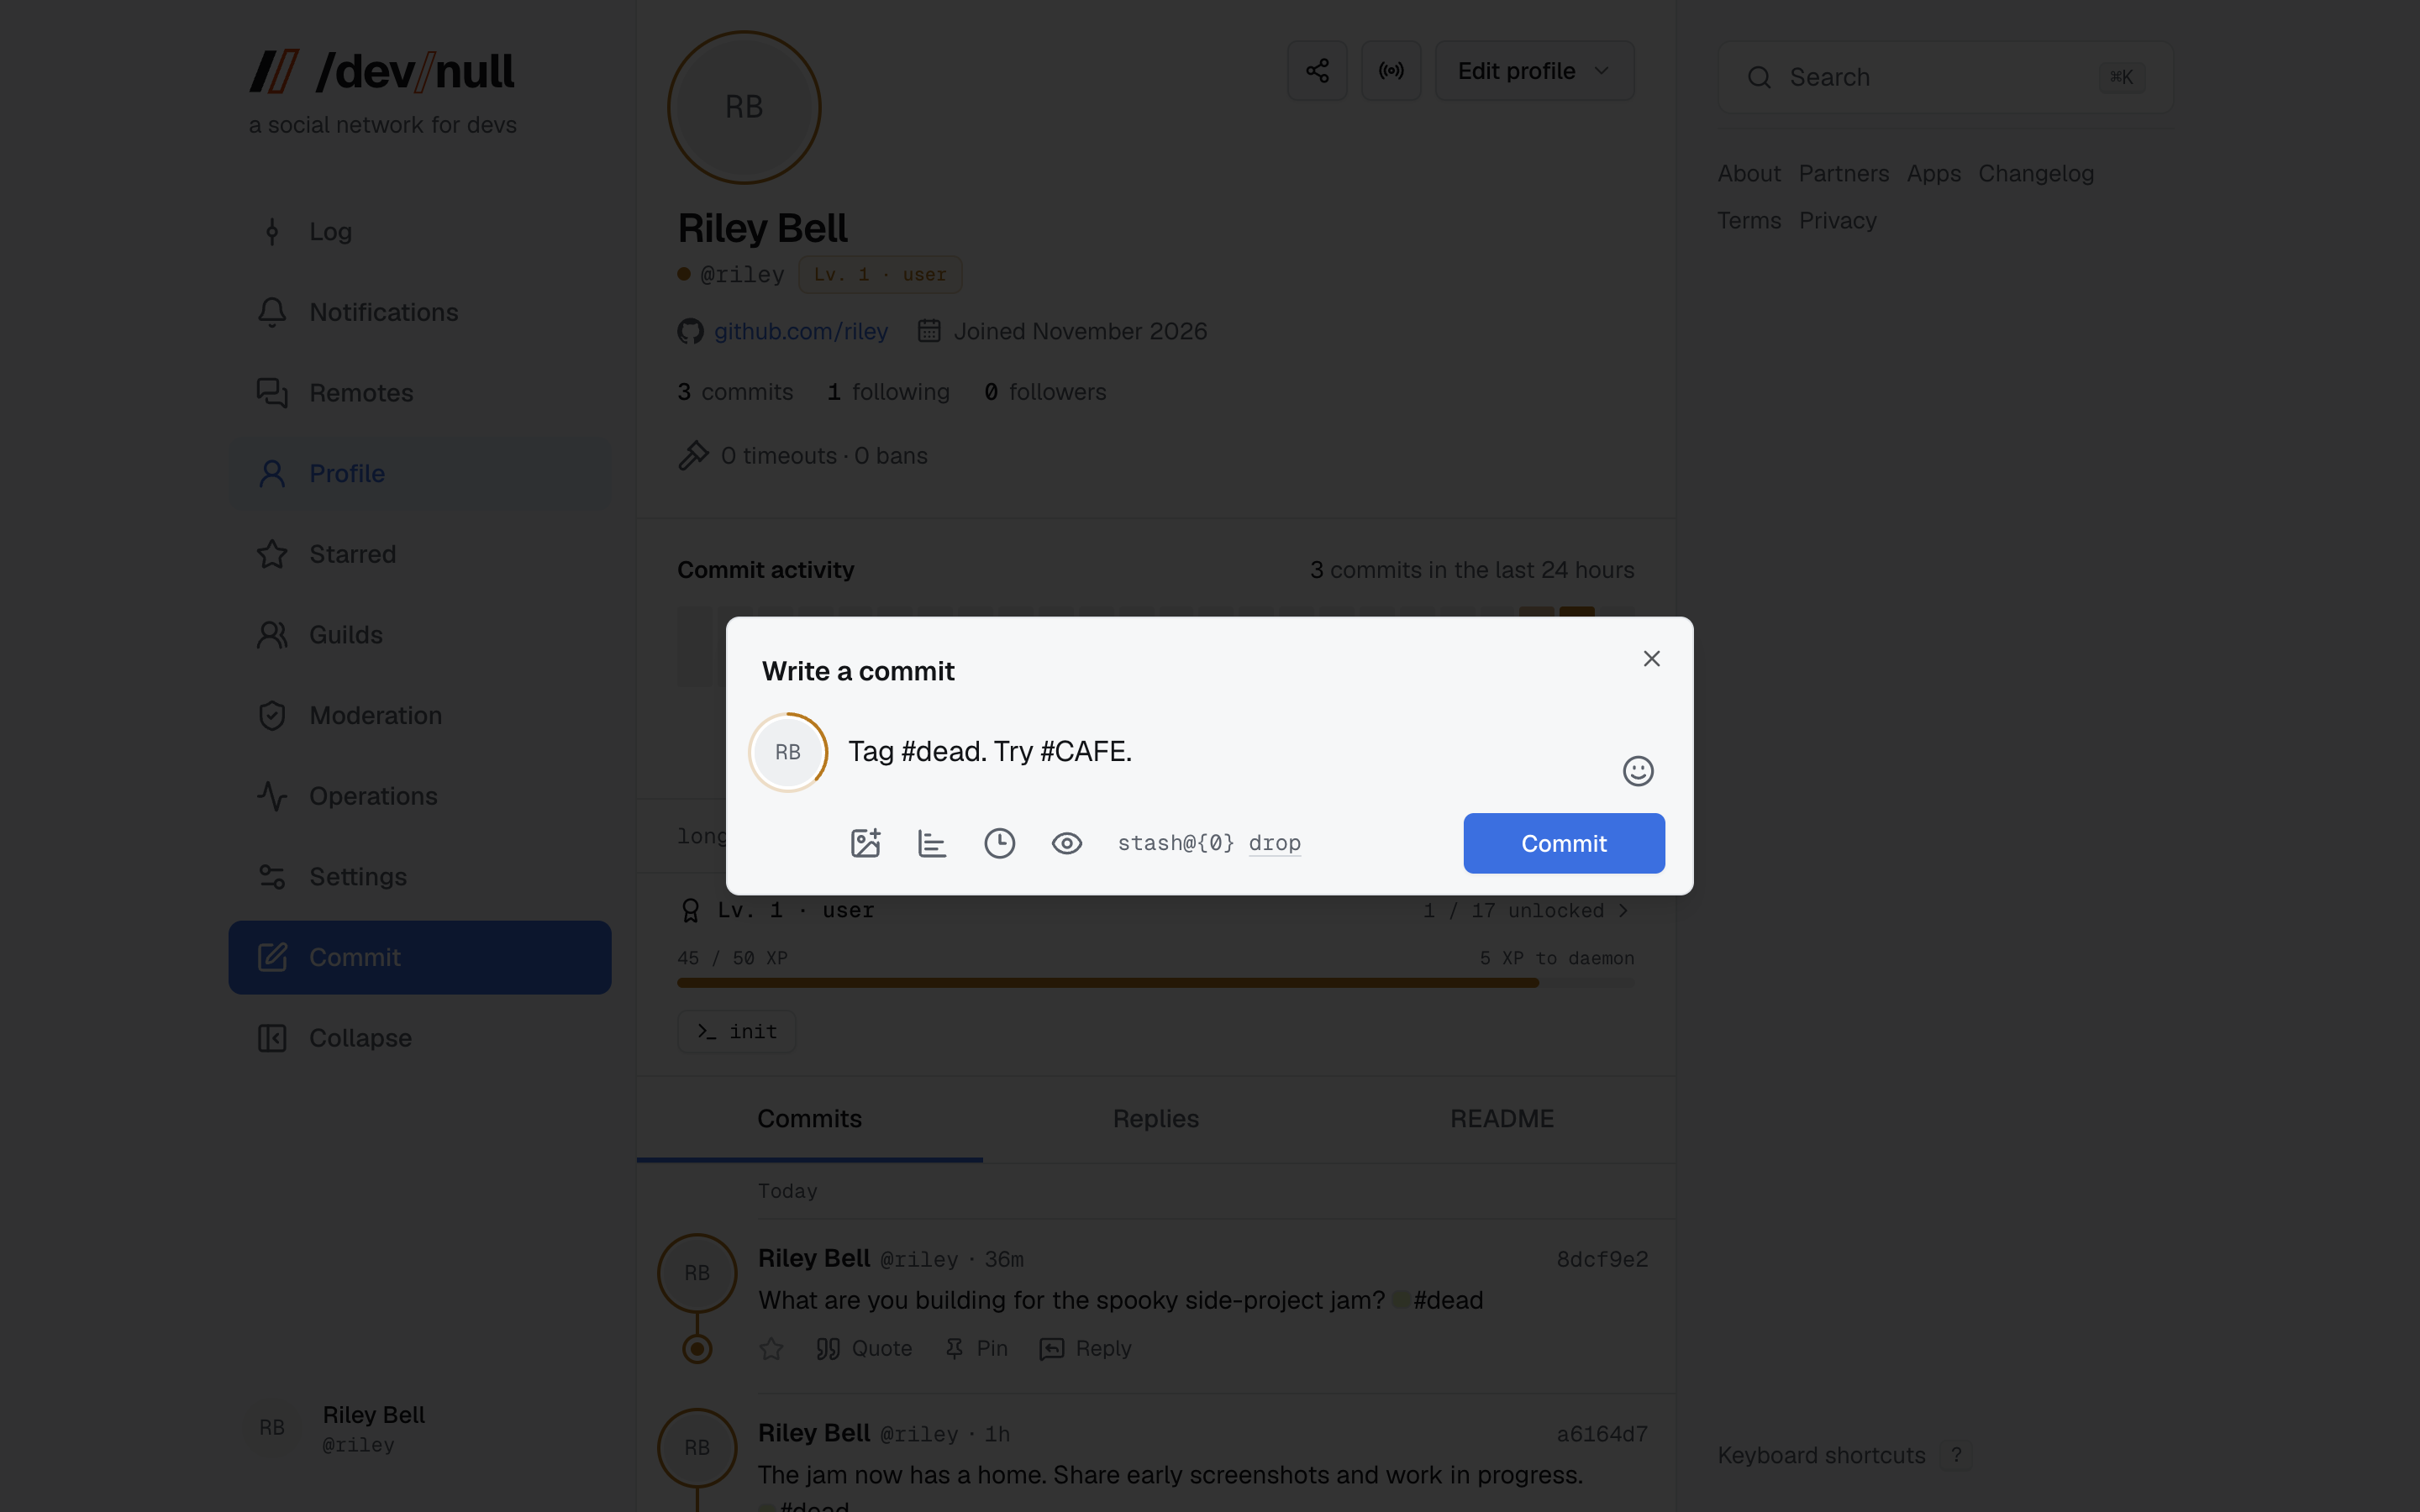 /dev/null
a social network for devs
Log
Notifications
Remotes
Profile
Starred
Guilds
Moderation
Operations
Settings
Commit
Collapse
RB
Riley Bell
@riley
RB
Edit profile
Riley Bell
@riley Lv. 1 · user
github.com/riley Joined November 2026
3 commits 1 following 0 followers
0 timeouts · 0 bans
Commit activity 3 commits in the last 24 hours
long
Write a commit
RB
Tag #dead. Try #CAFE.
stash@{0} drop
Commit
Lv. 1 · user 1 / 17 unlocked
45 / 50 XP 5 XP to daemon
init
Commits Replies README
Today
RB
Riley Bell @riley · 36m 8dcf9e2
What are you building for the spooky side-project jam? #dead
Quote Pin Reply
RB
Riley Bell @riley · 1h a6164d7
The jam now has a home. Share early screenshots and work in progress.
#dead
Search ⌘K
About Partners Apps Changelog
Terms Privacy
Keyboard shortcuts ?